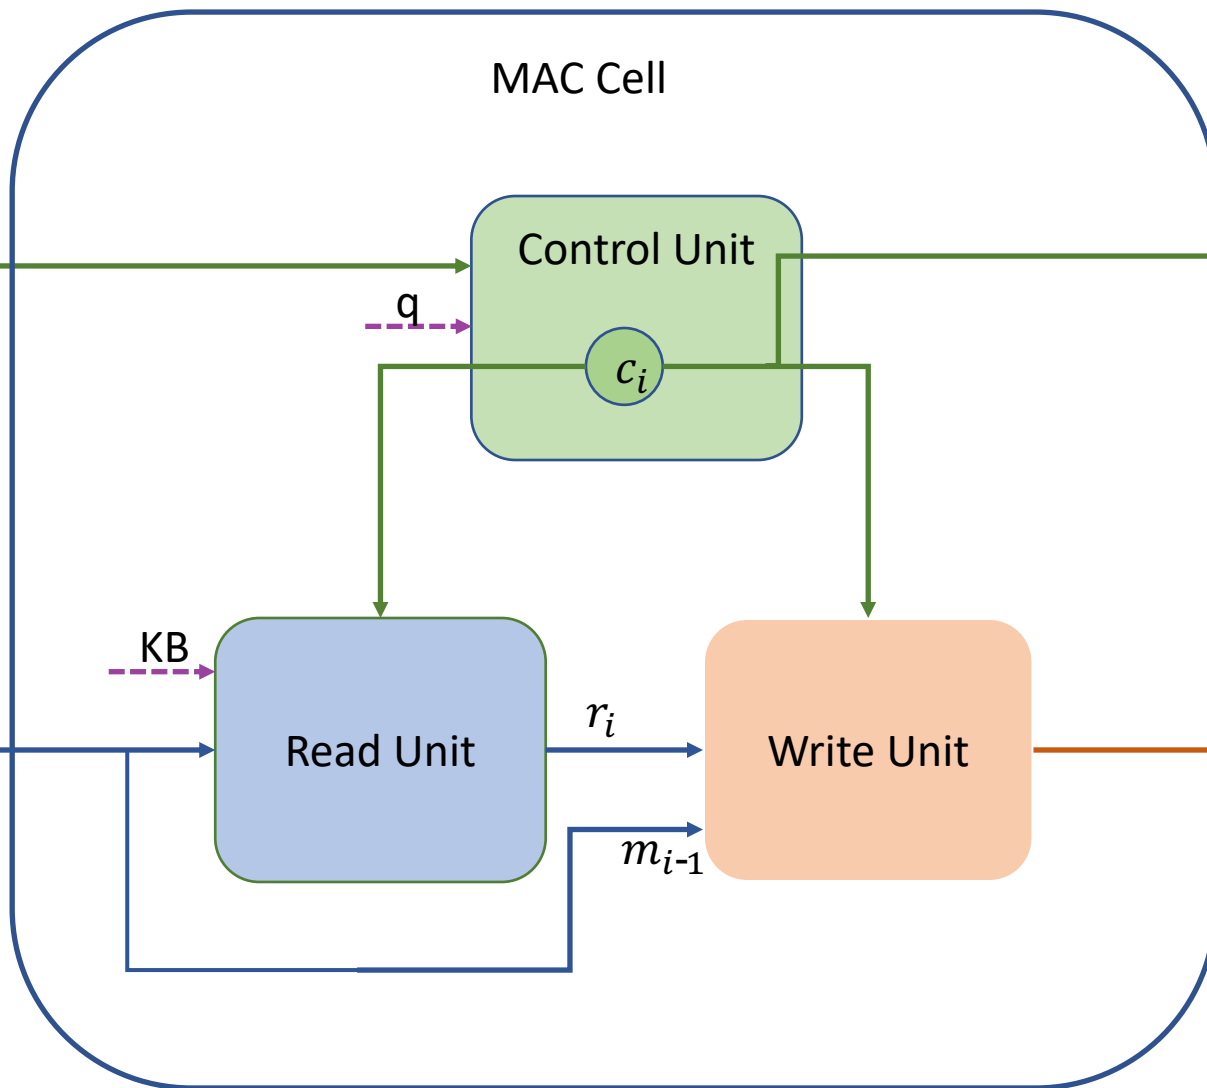 MAC Cell
Control Unit
q
cᵢ
KB
rᵢ
Read Unit
Write Unit
mᵢ₋₁